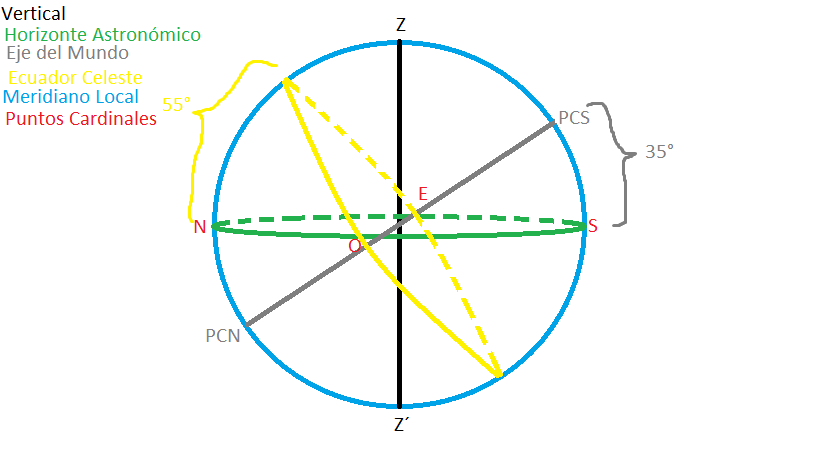 Vertical
Horizonte Astronómico
Eje del Mundo
Ecuador Celeste
Meridiano Local
Puntos Cardinales
Z
55°
PCS
35°
E
N
S
O
PCN
Z´